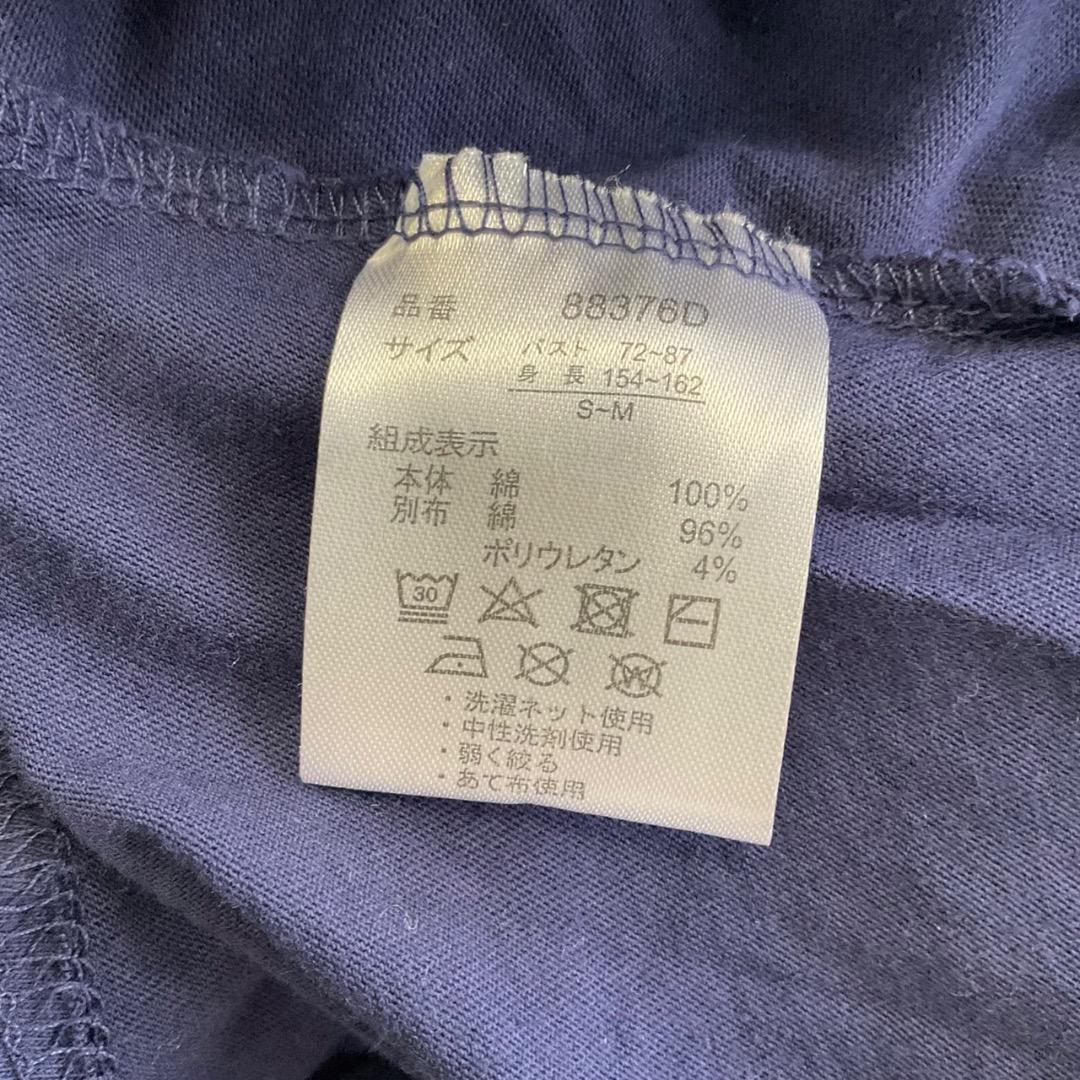 品番 88376D
サイズ バスト 72~87
身長 154~162
S~M
組成表示
本体 綿 100%
別布 綿 96%
ポリウレタン 4%
30
W
・洗濯ネット使用
・中性洗剤使用
・弱く絞る
・あて布使用